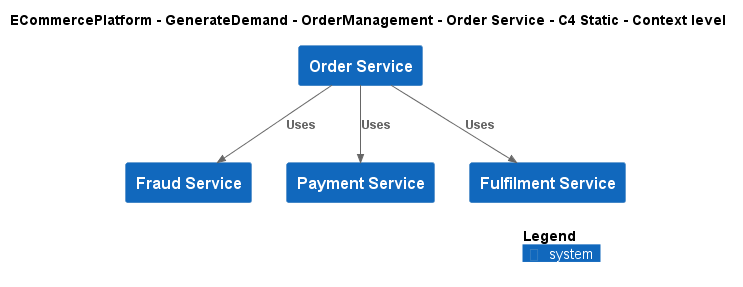 ECommercePlatform - GenerateDemand - OrderManagement - Order Service - C4 Static - Context level
Order Service
Uses
Uses
Uses
Fraud Service
Payment Service
Fulfilment Service
Legend
system